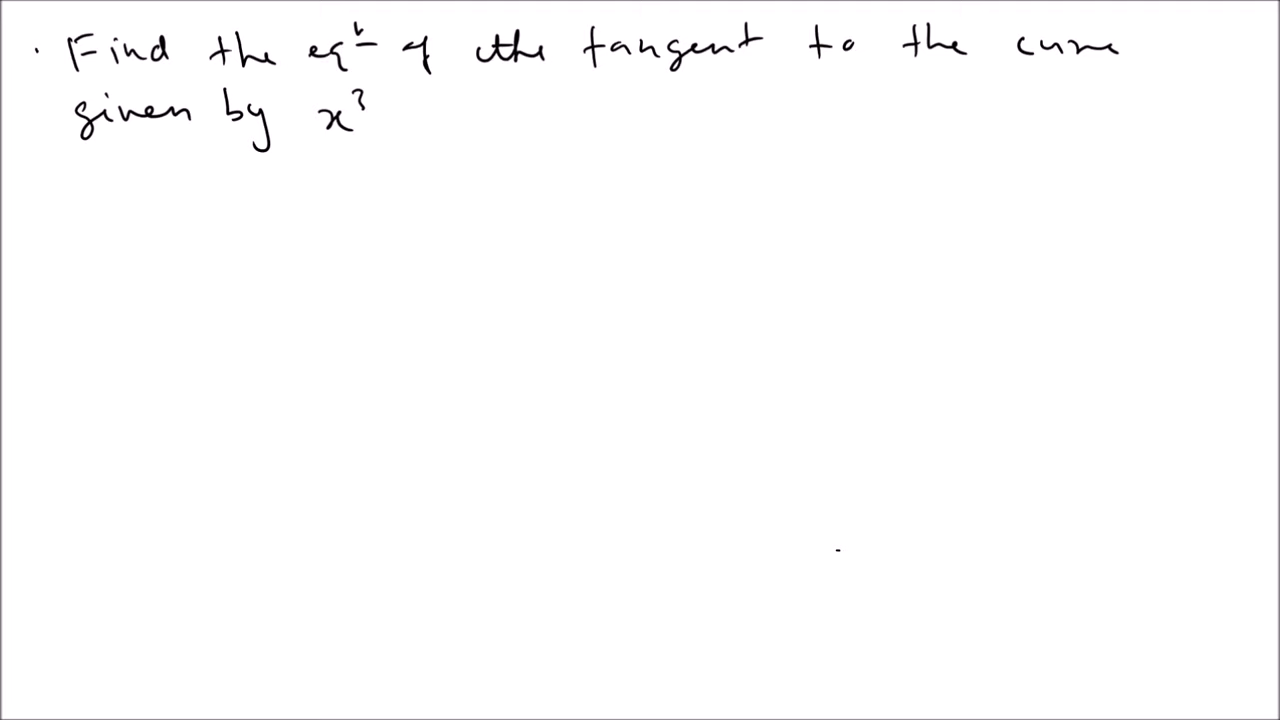 . Find the eqⁿ of the tangent to the curve
given by x³